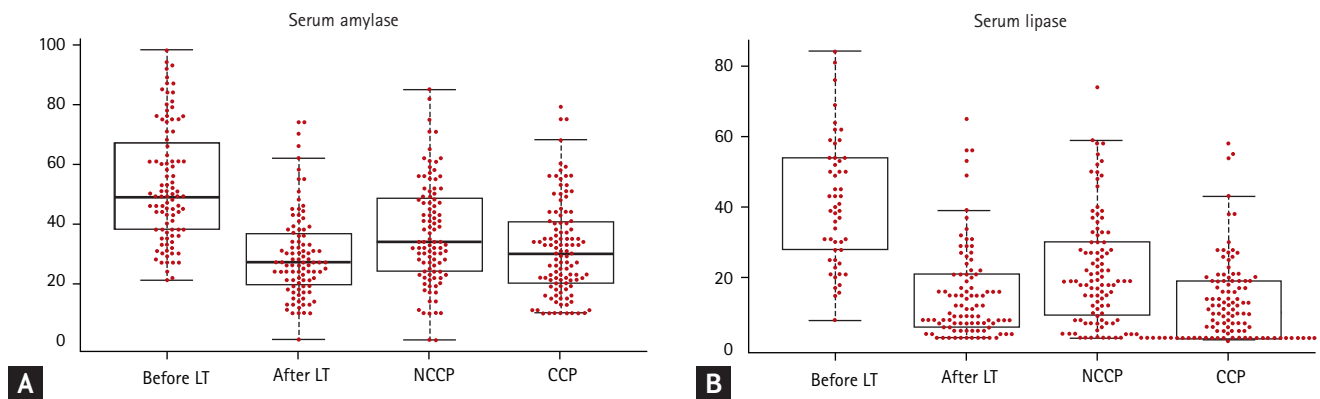 Serum amylase
100
80
60
40
20
0
Before LT
After LT
NCCP
CCP
A
Serum lipase
80
60
40
20
0
Before LT
After LT
NCCP
CCP
B